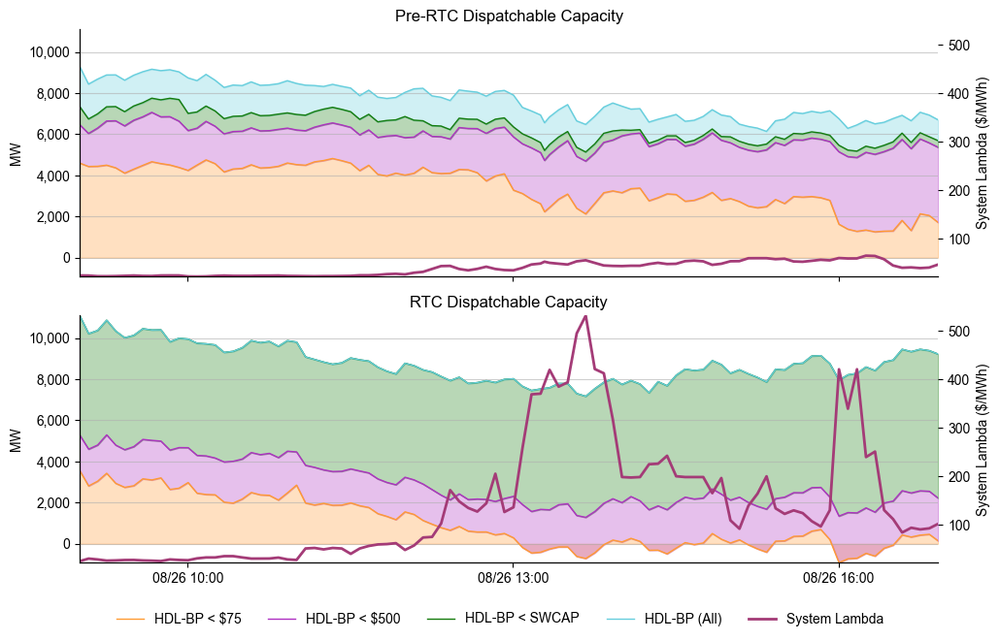 Pre-RTC Dispatchable Capacity
10,000
8,000
6,000
4,000
2,000
0
MW
500
400
300
200
100
System Lambda ($/MWh)
RTC Dispatchable Capacity
10,000
8,000
6,000
4,000
2,000
0
MW
500
400
300
200
100
System Lambda ($/MWh)
08/26 10:00 08/26 13:00 08/26 16:00
HDL-BP < $75 HDL-BP < $500 HDL-BP < SWCAP HDL-BP (All) System Lambda